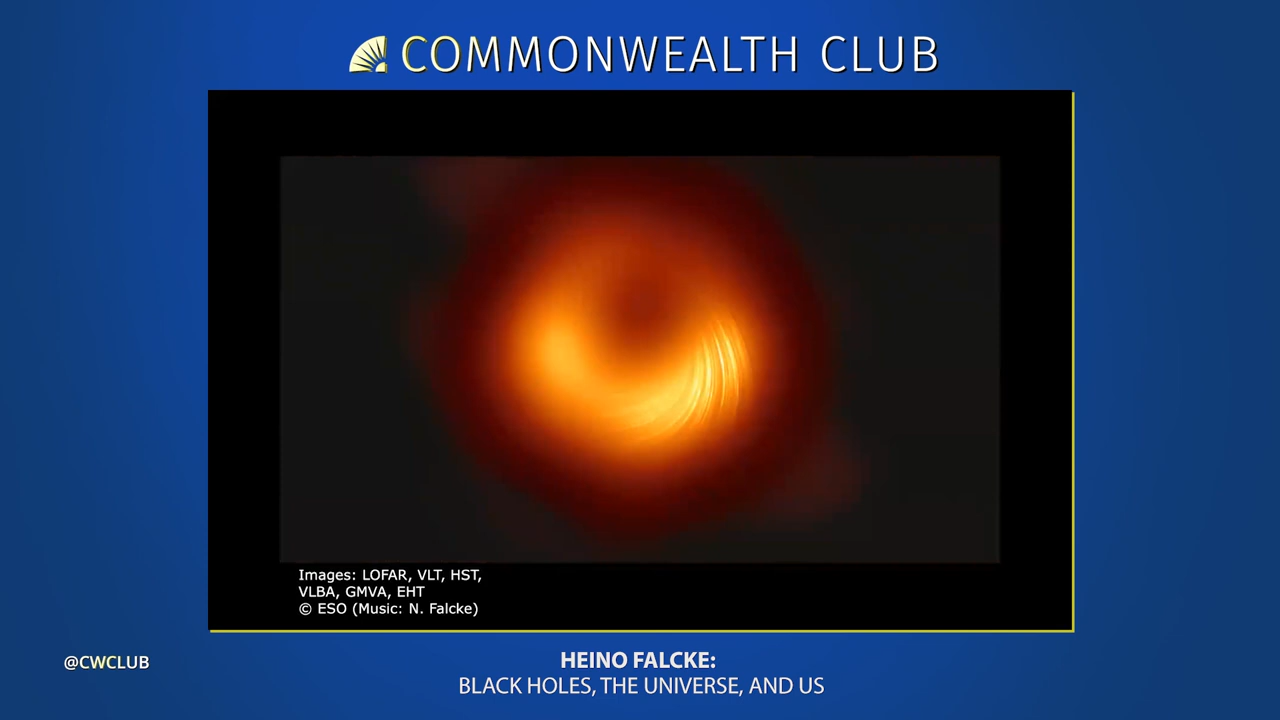 COMMONWEALTH CLUB
Images: LOFAR, VLT, HST,
VLBA, GMVA, EHT
© ESO (Music: N. Falcke)
@CWCLUB
HEINO FALCKE:
BLACK HOLES, THE UNIVERSE, AND US